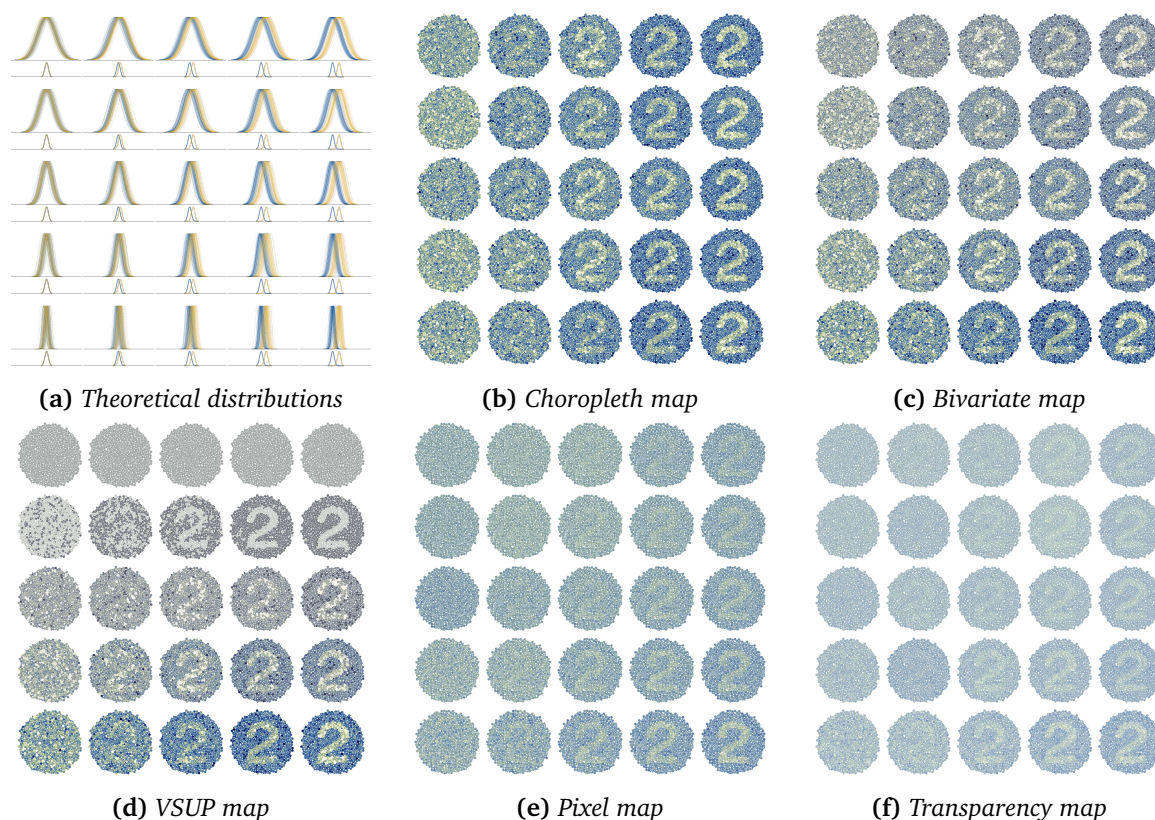 (a) Theoretical distributions
(b) Choropleth map
(c) Bivariate map
(d) VSUP map
(e) Pixel map
(f) Transparency map